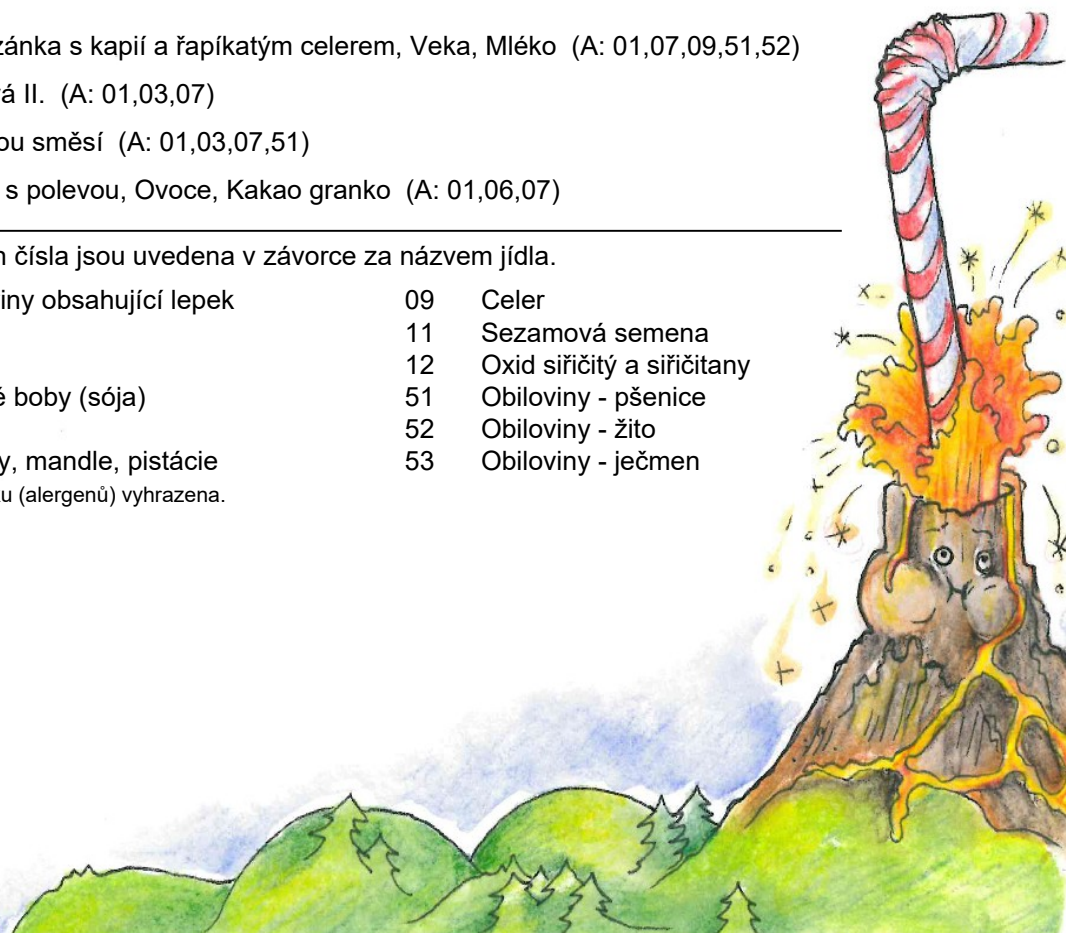 zánka s kapií a řapíkatým celerem, Veka, Mléko (A: 01,07,09,51,52)
á II. (A: 01,03,07)
ou směsí (A: 01,03,07,51)
s polevou, Ovoce, Kakao granko (A: 01,06,07)
čísla jsou uvedena v závorce za názvem jídla.
iny obsahující lepek 09 Celer
11 Sezamová semena
12 Oxid siřičitý a siřičitany
é boby (sója) 51 Obiloviny - pšenice
52 Obiloviny - žito
y, mandle, pistácie 53 Obiloviny - ječmen
u (alergenů) vyhrazena.